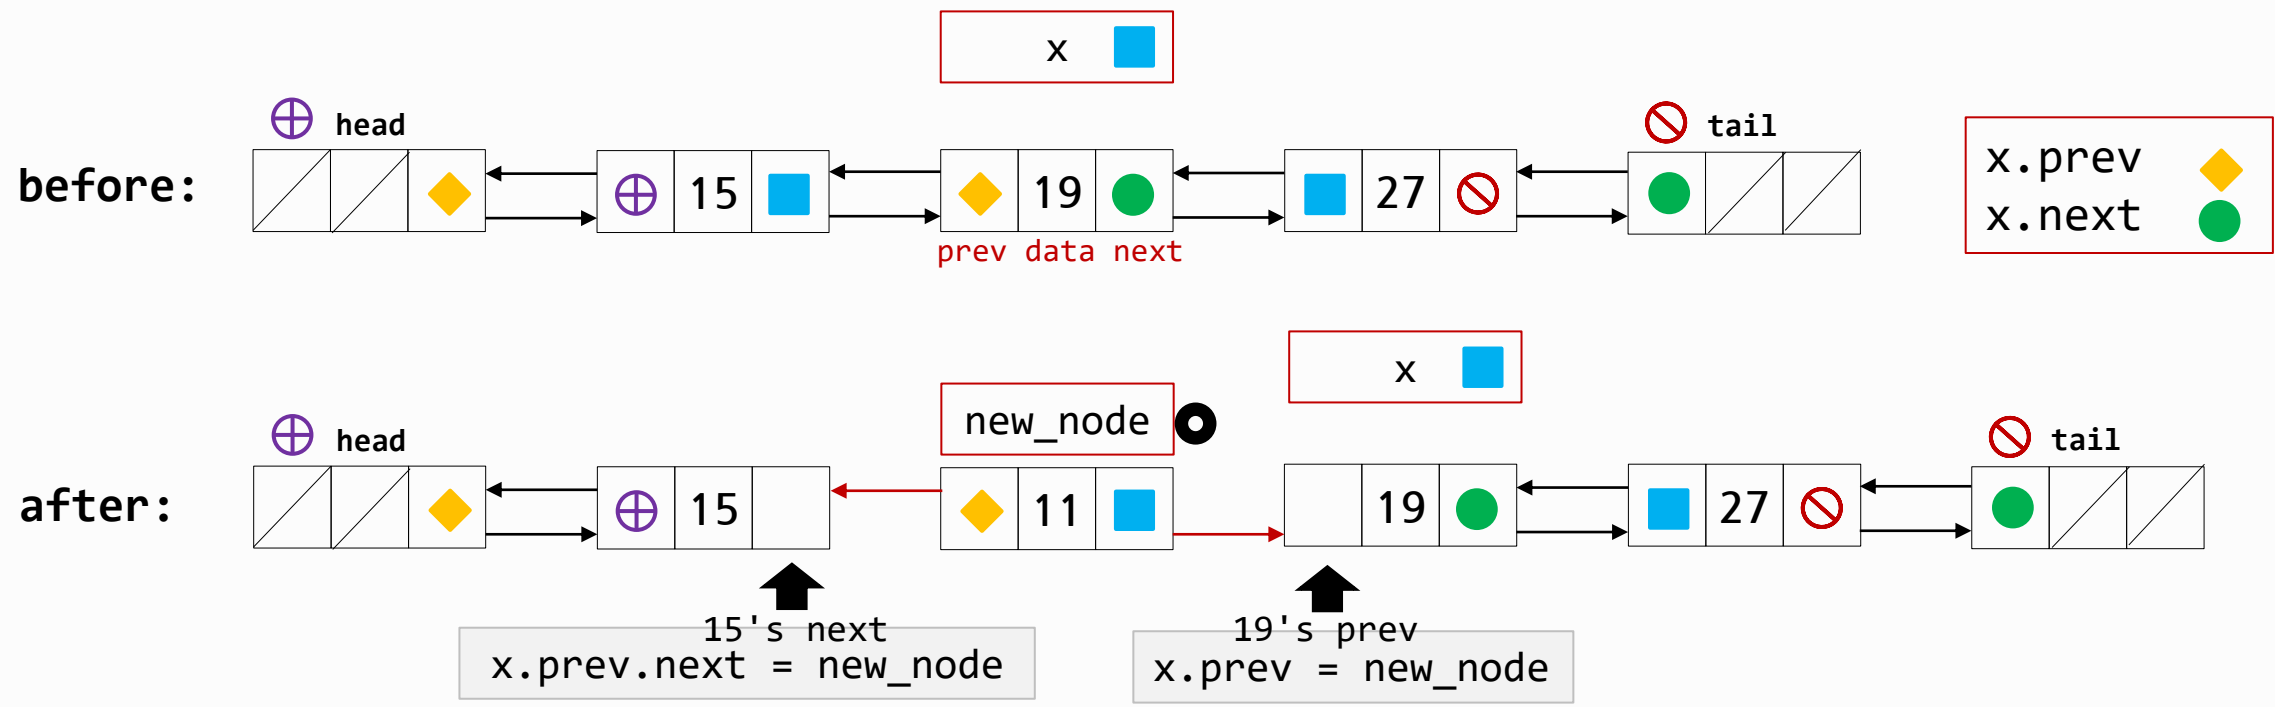 x
head
tail
before:
15
19
27
x.prev
x.next
prev data next
x
new_node
head
tail
after:
15
11
19
27
15's next
19's prev
x.prev.next = new_node
x.prev = new_node